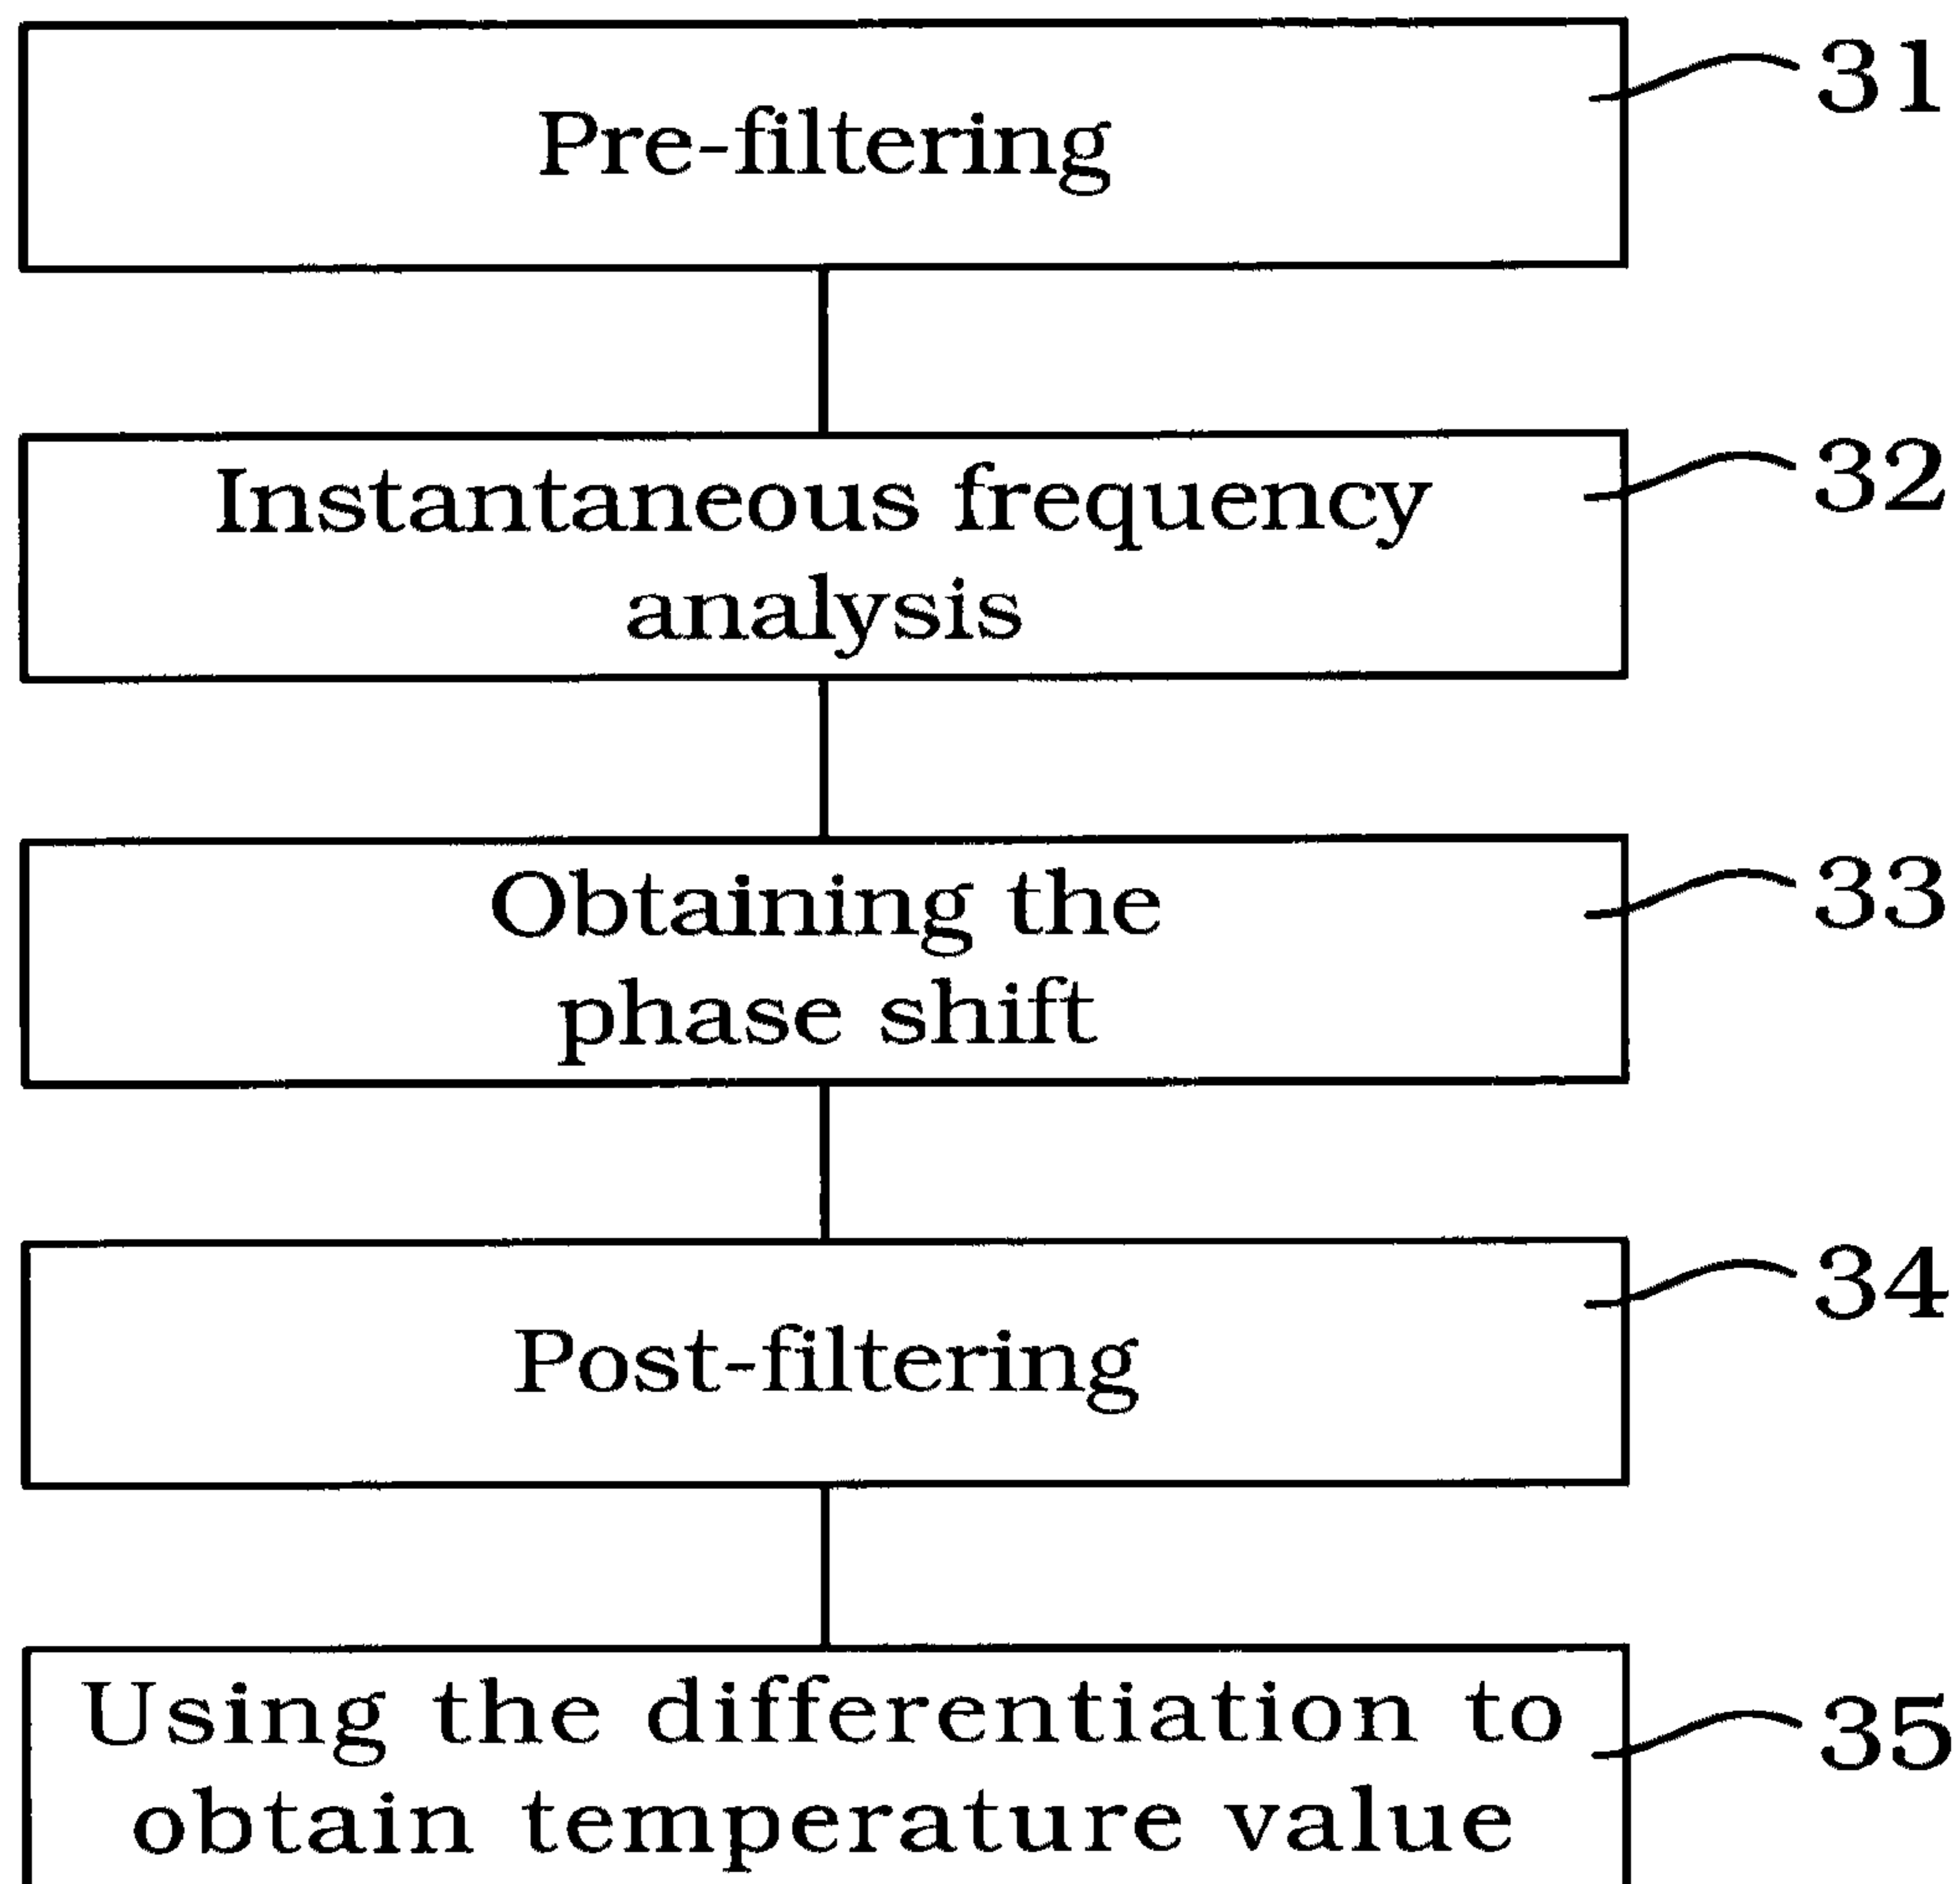 Pre-filtering
31
Instantaneous frequency
analysis
32
Obtaining the
phase shift
33
Post-filtering
34
Using the differentiation to
obtain temperature value
35